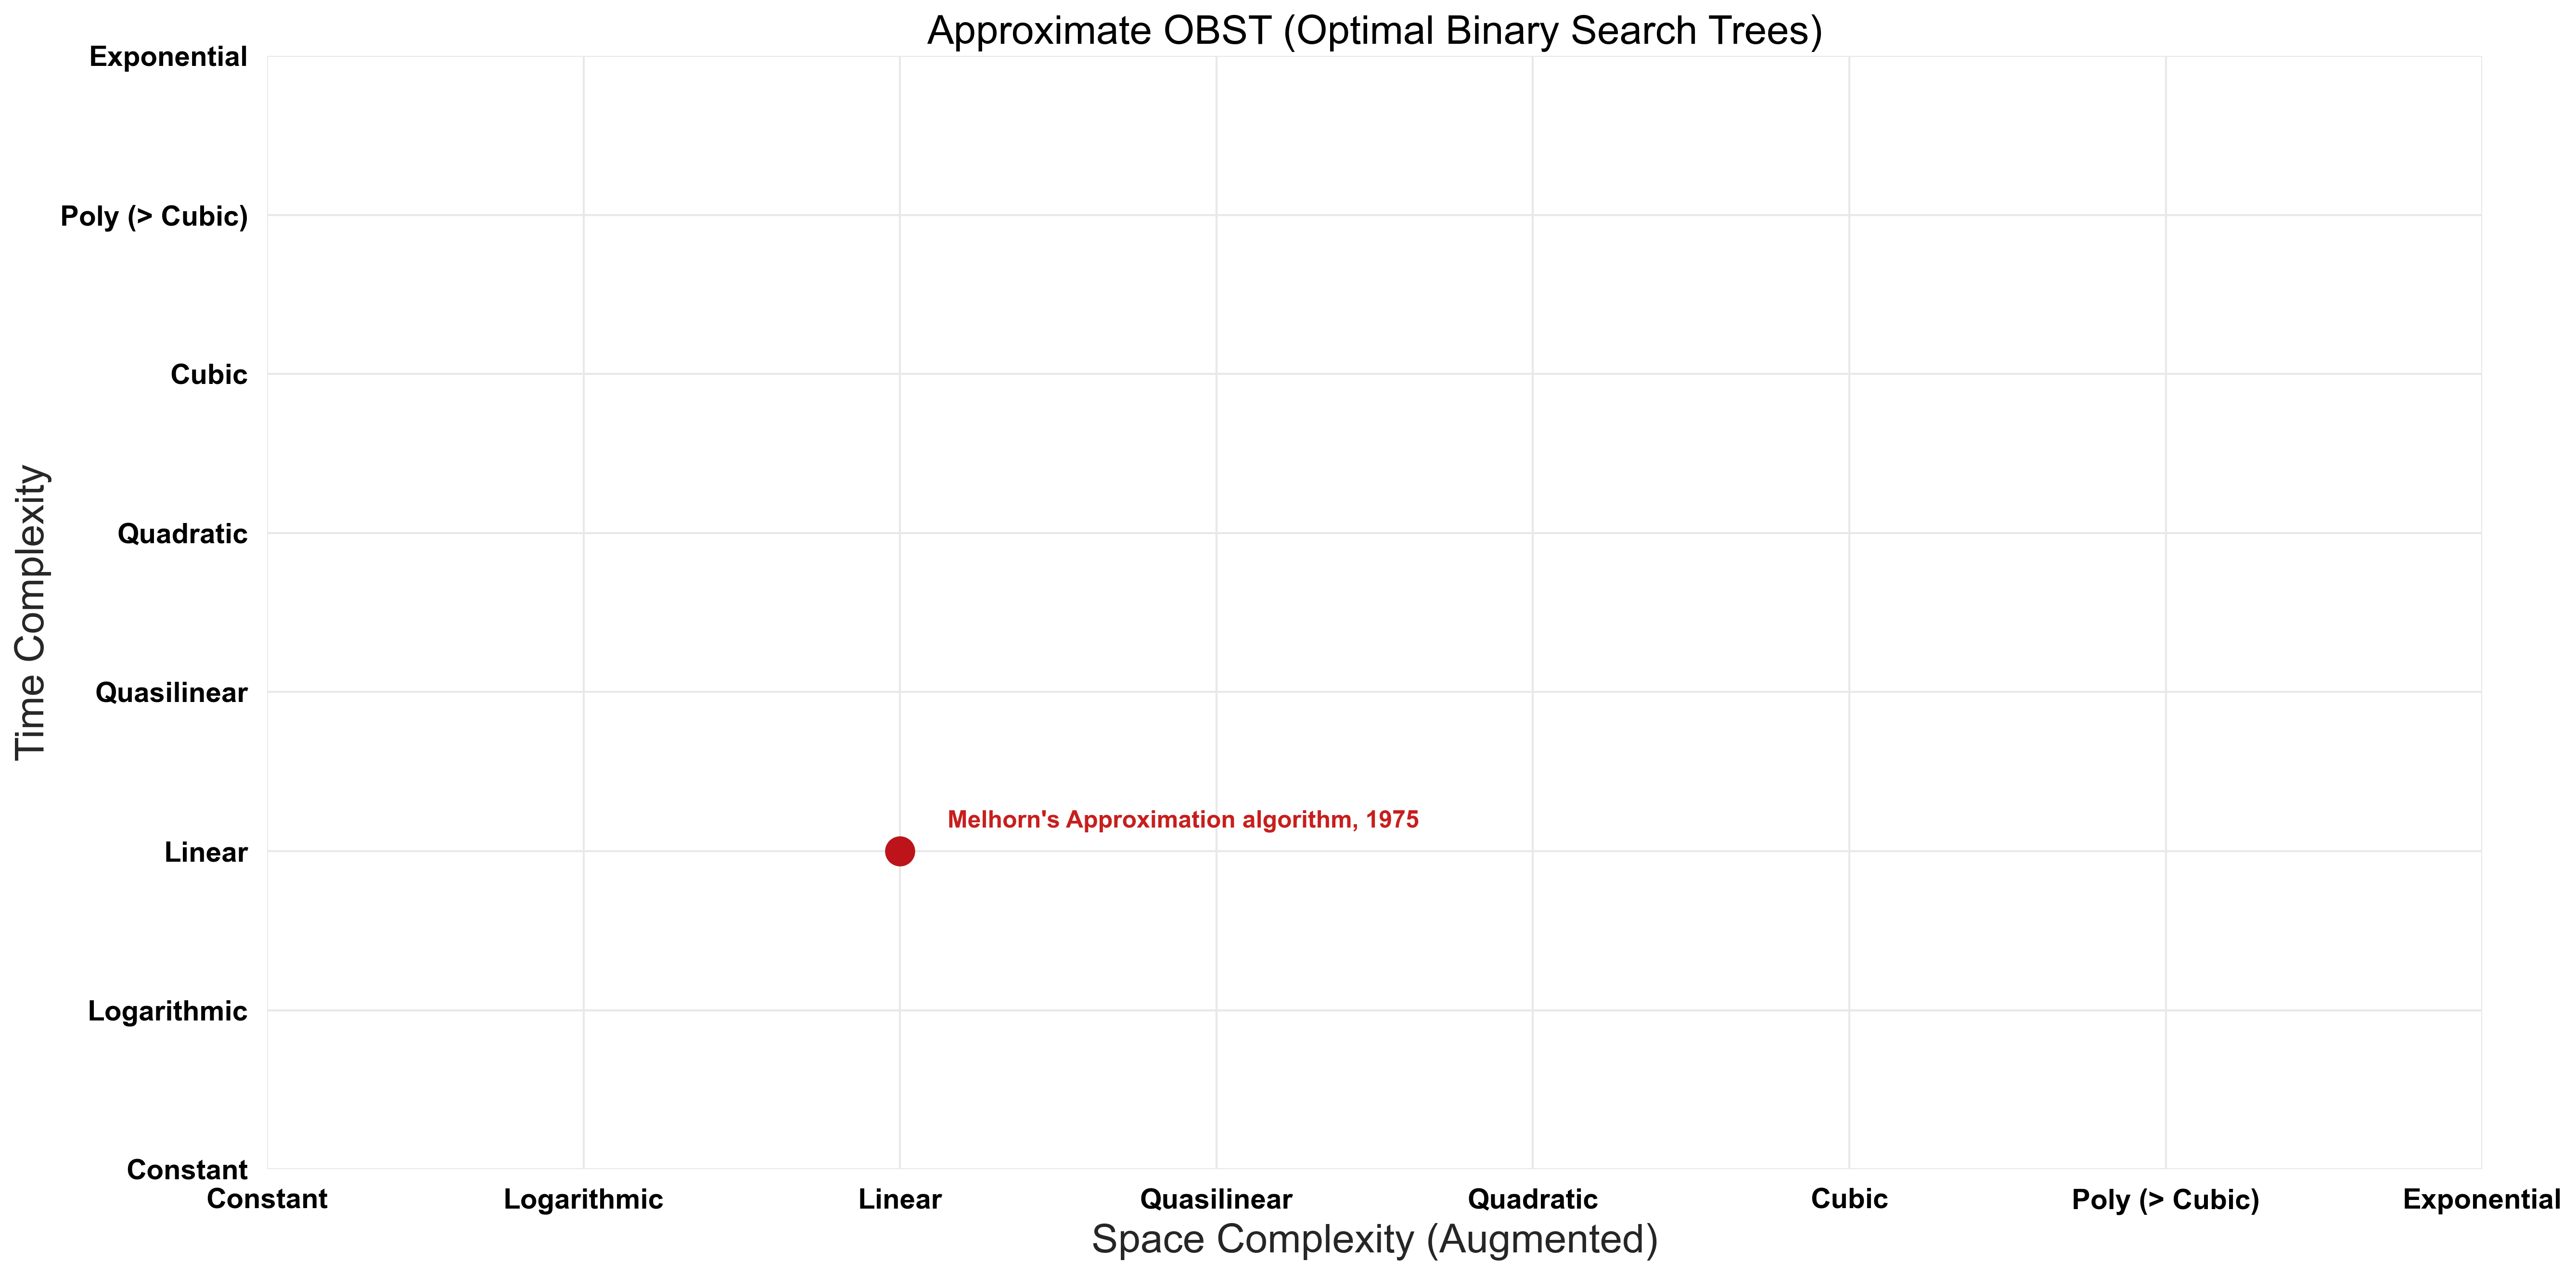 Approximate OBST (Optimal Binary Search Trees)
Exponential
Poly (> Cubic)
Cubic
Quadratic
Quasilinear
Linear
Logarithmic
Constant
Time Complexity
Melhorn's Approximation algorithm, 1975
Constant
Logarithmic
Linear
Quasilinear
Quadratic
Cubic
Poly (> Cubic)
Exponential
Space Complexity (Augmented)